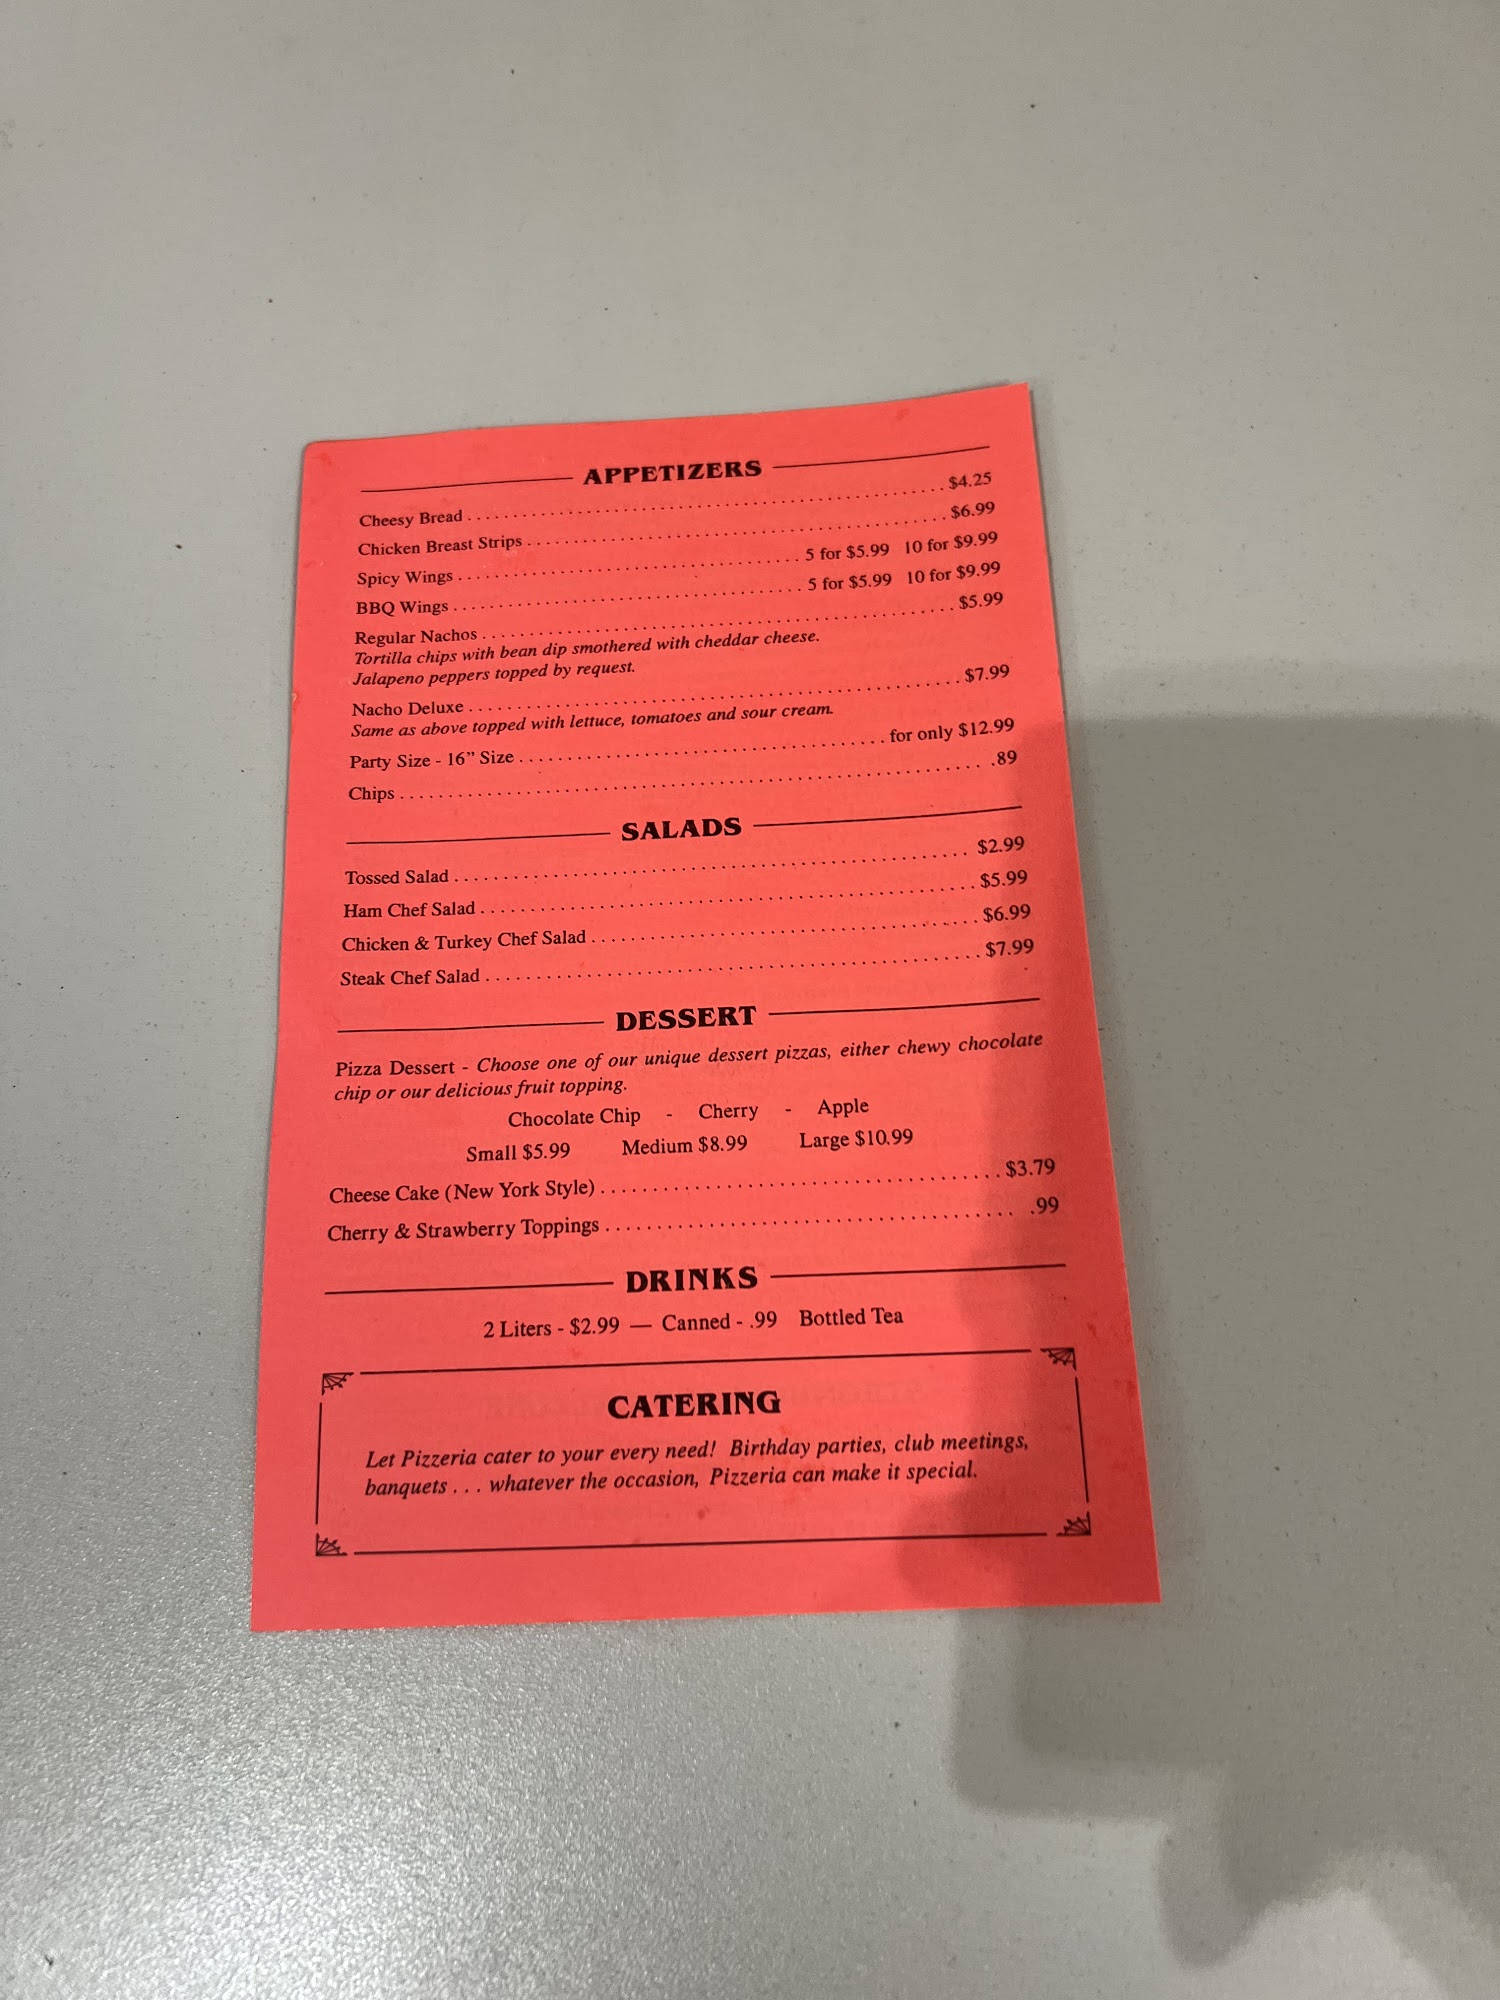 APPETIZERS
Cheesy Bread . . . . . . . . . . . . . . . . . . . . . . . . . . . . . . . . . . . . . . . . $4.25
Chicken Breast Strips . . . . . . . . . . . . . . . . . . . . . . . . . . . . . . . . . . $6.99
Spicy Wings . . . . . . . . . . . . . . . . . . . . . . . . . . . . 5 for $5.99 10 for $9.99
BBQ Wings . . . . . . . . . . . . . . . . . . . . . . . . . . . . 5 for $5.99 10 for $9.99
Regular Nachos . . . . . . . . . . . . . . . . . . . . . . . . . . . . . . . . . . . . . . $5.99
Tortilla chips with bean dip smothered with cheddar cheese.
Jalapeno peppers topped by request.
Nacho Deluxe . . . . . . . . . . . . . . . . . . . . . . . . . . . . . . . . . . . . . . . . $7.99
Same as above topped with lettuce, tomatoes and sour cream.
Party Size - 16” Size . . . . . . . . . . . . . . . . . . . . . . . . . . . . for only $12.99
Chips . . . . . . . . . . . . . . . . . . . . . . . . . . . . . . . . . . . . . . . . . . . . . .89
SALADS
Tossed Salad . . . . . . . . . . . . . . . . . . . . . . . . . . . . . . . . . . . . . . . . $2.99
Ham Chef Salad . . . . . . . . . . . . . . . . . . . . . . . . . . . . . . . . . . . . . . $5.99
Chicken & Turkey Chef Salad . . . . . . . . . . . . . . . . . . . . . . . . . . . . $6.99
Steak Chef Salad . . . . . . . . . . . . . . . . . . . . . . . . . . . . . . . . . . . . . $7.99
DESSERT
Pizza Dessert - Choose one of our unique dessert pizzas, either chewy chocolate
chip or our delicious fruit topping.
Chocolate Chip - Cherry - Apple
Small $5.99 Medium $8.99 Large $10.99
Cheese Cake (New York Style) . . . . . . . . . . . . . . . . . . . . . . . . . . . . $3.79
Cherry & Strawberry Toppings . . . . . . . . . . . . . . . . . . . . . . . . . . . . .99
DRINKS
2 Liters - $2.99 — Canned - .99 Bottled Tea
CATERING
Let Pizzeria cater to your every need! Birthday parties, club meetings,
banquets . . . whatever the occasion, Pizzeria can make it special.